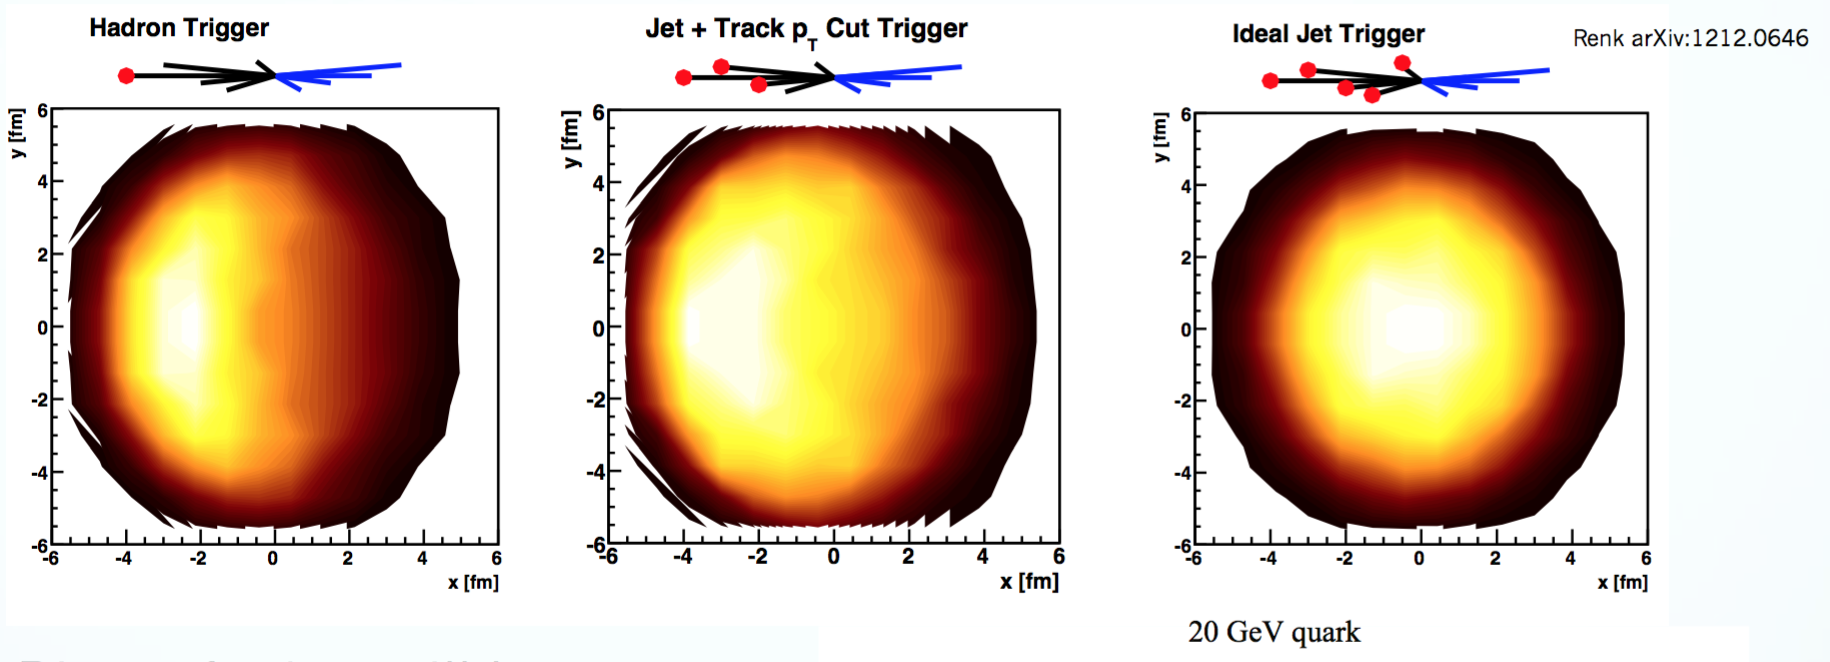 Hadron Trigger
Jet + Track pT Cut Trigger
Ideal Jet Trigger
Renk arXiv:1212.0646
y [fm]
6
4
2
0
-2
-4
-6
-6 -4 -2 0 2 4 6
x [fm]
y [fm]
6
4
2
0
-2
-4
-6
-6 -4 -2 0 2 4 6
x [fm]
y [fm]
6
4
2
0
-2
-4
-6
-6 -4 -2 0 2 4 6
x [fm]
20 GeV quark